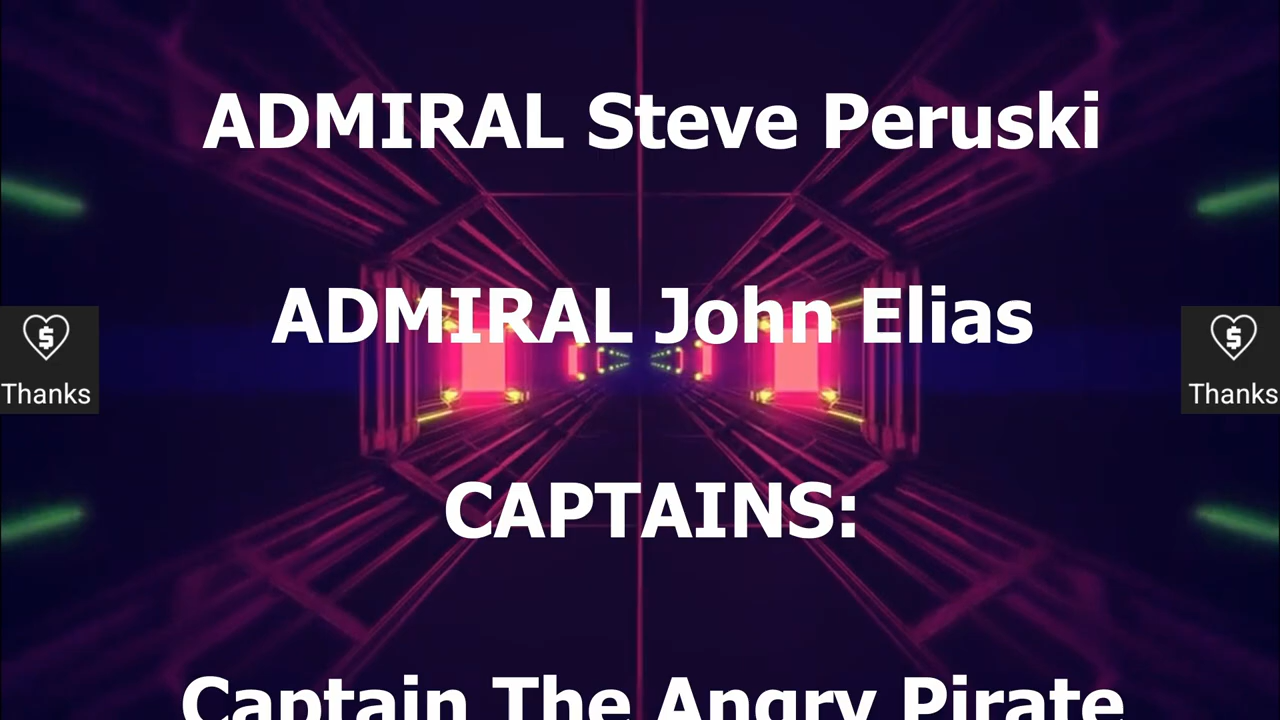 ADMIRAL Steve Peruski
ADMIRAL John Elias
$ Thanks
$ Thanks
CAPTAINS:
Captain The Angry Pirate